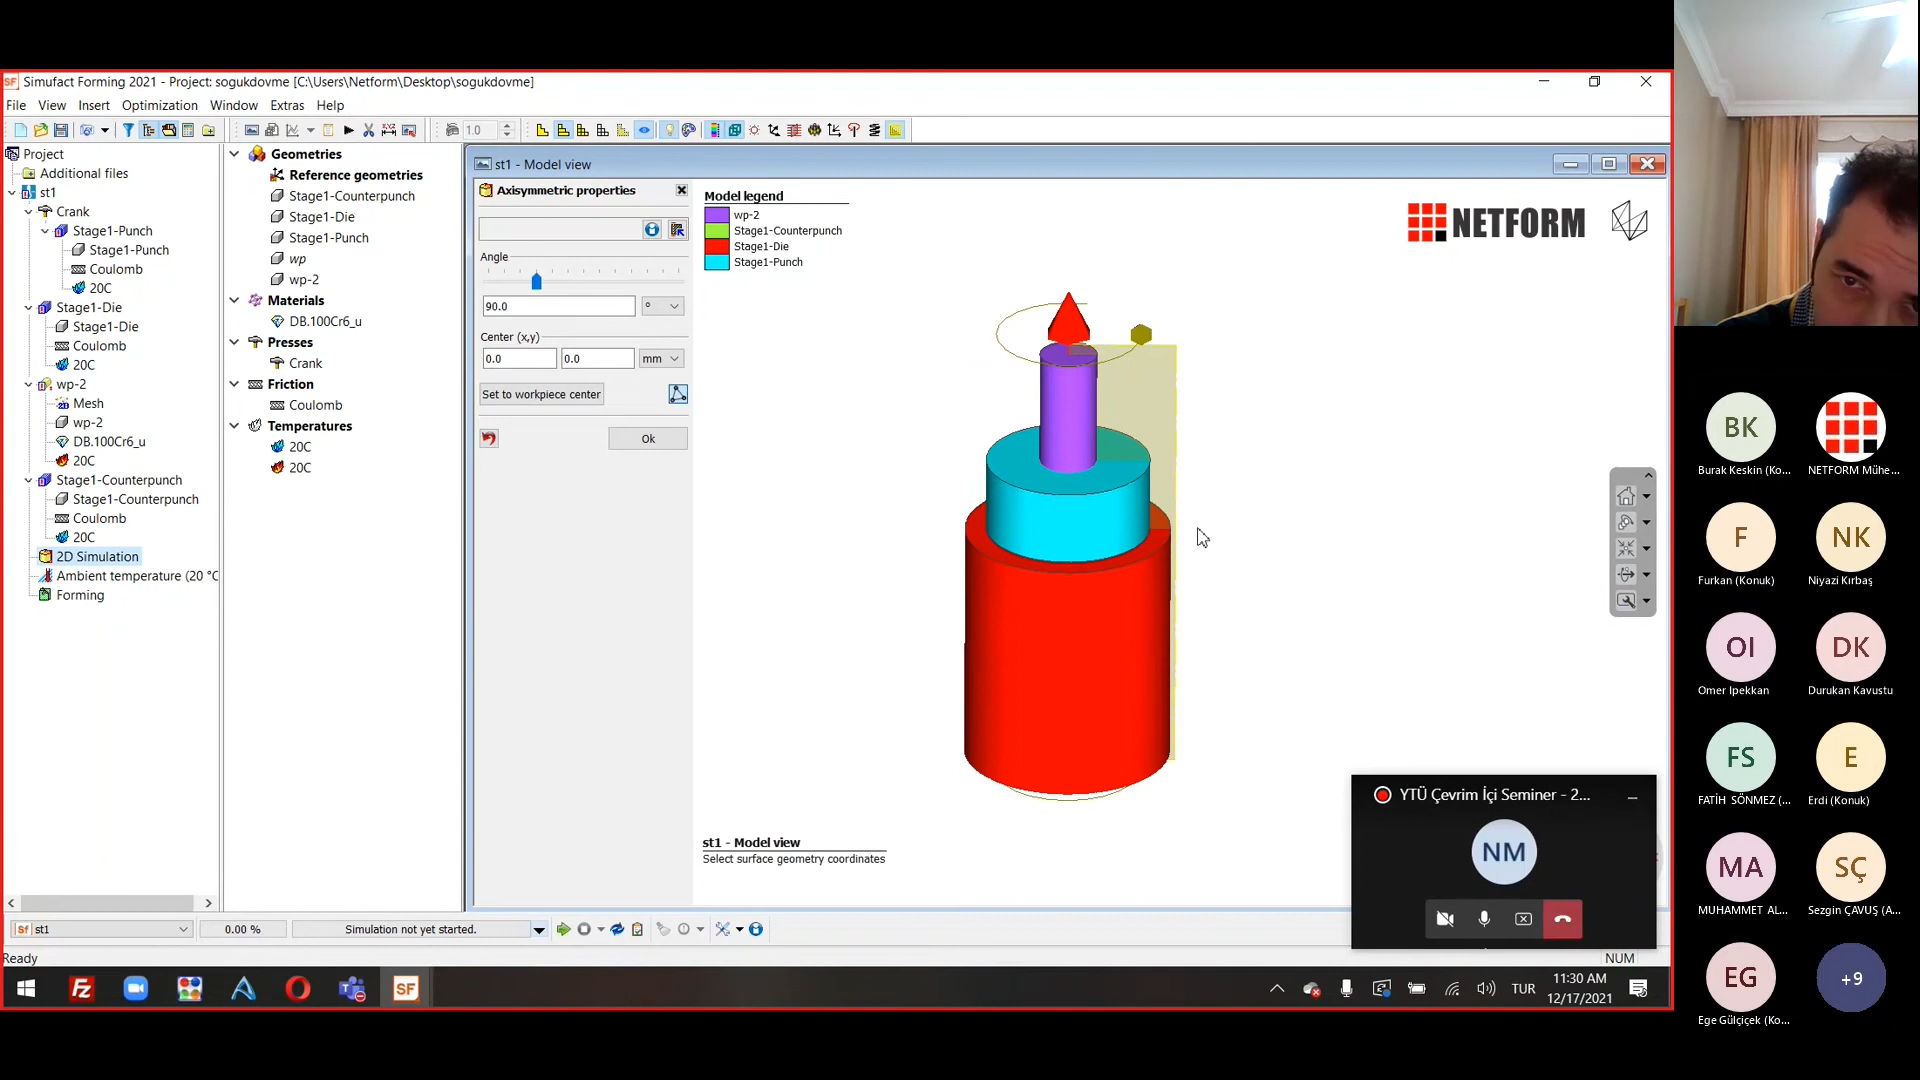 SF Simufact Forming 2021 - Project: sogukdovme [C:\Users\Netform\Desktop\sogukdovme]
File View Insert Optimization Window Extras Help
1.0
Project
Additional files
st1
Crank
Stage1-Punch
Stage1-Punch
Coulomb
20C
Stage1-Die
Stage1-Die
Coulomb
20C
wp-2
Mesh
wp-2
DB.100Cr6_u
20C
Stage1-Counterpunch
Stage1-Counterpunch
Coulomb
20C
2D Simulation
Ambient temperature (20 °C
Forming
Geometries
Reference geometries
Stage1-Counterpunch
Stage1-Die
Stage1-Punch
wp
wp-2
Materials
DB.100Cr6_u
Presses
Crank
Friction
Coulomb
Temperatures
20C
20C
st1 - Model view
Axisymmetric properties
Angle
90.0 °
Center (x,y)
0.0 0.0 mm
Set to workpiece center
Ok
Model legend
wp-2
Stage1-Counterpunch
Stage1-Die
Stage1-Punch
NETFORM
st1 - Model view
Select surface geometry coordinates
YTÜ Çevrim İçi Seminer - 2...
NM
Sf st1 0.00 % Simulation not yet started.
Ready NUM
SF
TUR
11:30 AM
12/17/2021
BK
Burak Keskin (Ko...
NETFORM Mühe...
F
Furkan (Konuk)
NK
Niyazi Kırbaş
OI
Omer Ipekkan
DK
Durukan Kavustu
FS
FATİH SÖNMEZ (...
E
Erdi (Konuk)
MA
MUHAMMET AL...
SÇ
Sezgin ÇAVUŞ (A...
EG
Ege Gülçiçek (Ko...
+9